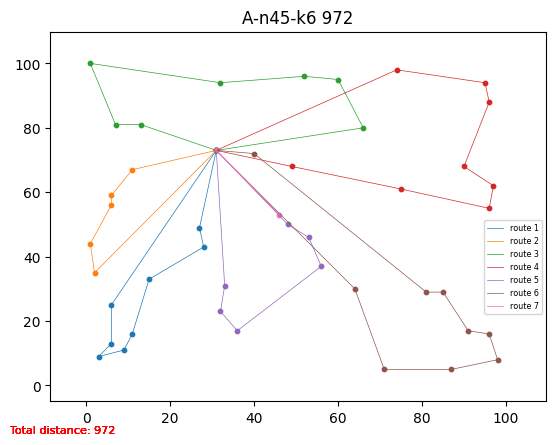 A-n45-k6 972
100
80
60
40
20
0
route 1
route 2
route 3
route 4
route 5
route 6
route 7
0 20 40 60 80 100
Total distance: 972